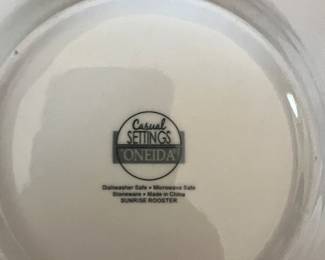 Casual
SETTINGS
ONEIDA®
Dishwasher Safe • Microwave Safe
Stoneware • Made in China
SUNRISE ROOSTER